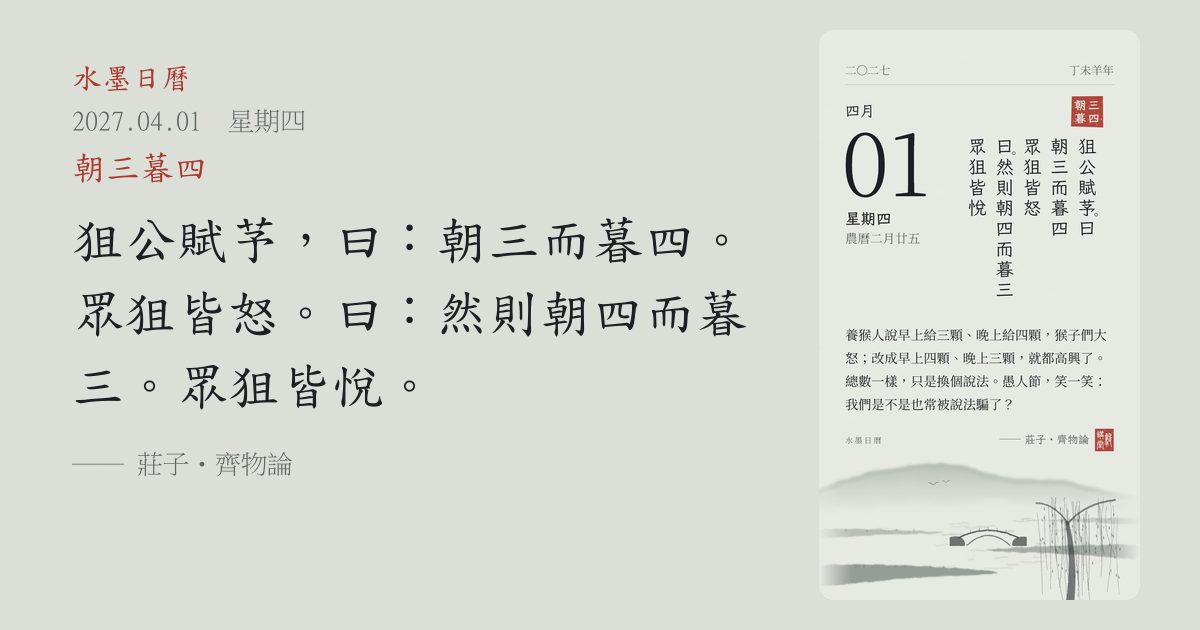 水墨日曆
2027.04.01　星期四
朝三暮四
狙公賦芧，曰：朝三而暮四。
眾狙皆怒。曰：然則朝四而暮
三。眾狙皆悅。
—— 莊子・齊物論
二〇二七
丁未羊年
四月
01
星期四
農曆二月廿五
朝三暮四
狙公賦芧。曰
朝三而暮四
眾狙皆怒
曰。然則朝四而暮三
眾狙皆悅
養猴人說早上給三顆、晚上給四顆，猴子們大
怒；改成早上四顆、晚上三顆，就都高興了。
總數一樣，只是換個說法。愚人節，笑一笑：
我們是不是也常被說法騙了？
水墨日曆
—— 莊子・齊物論